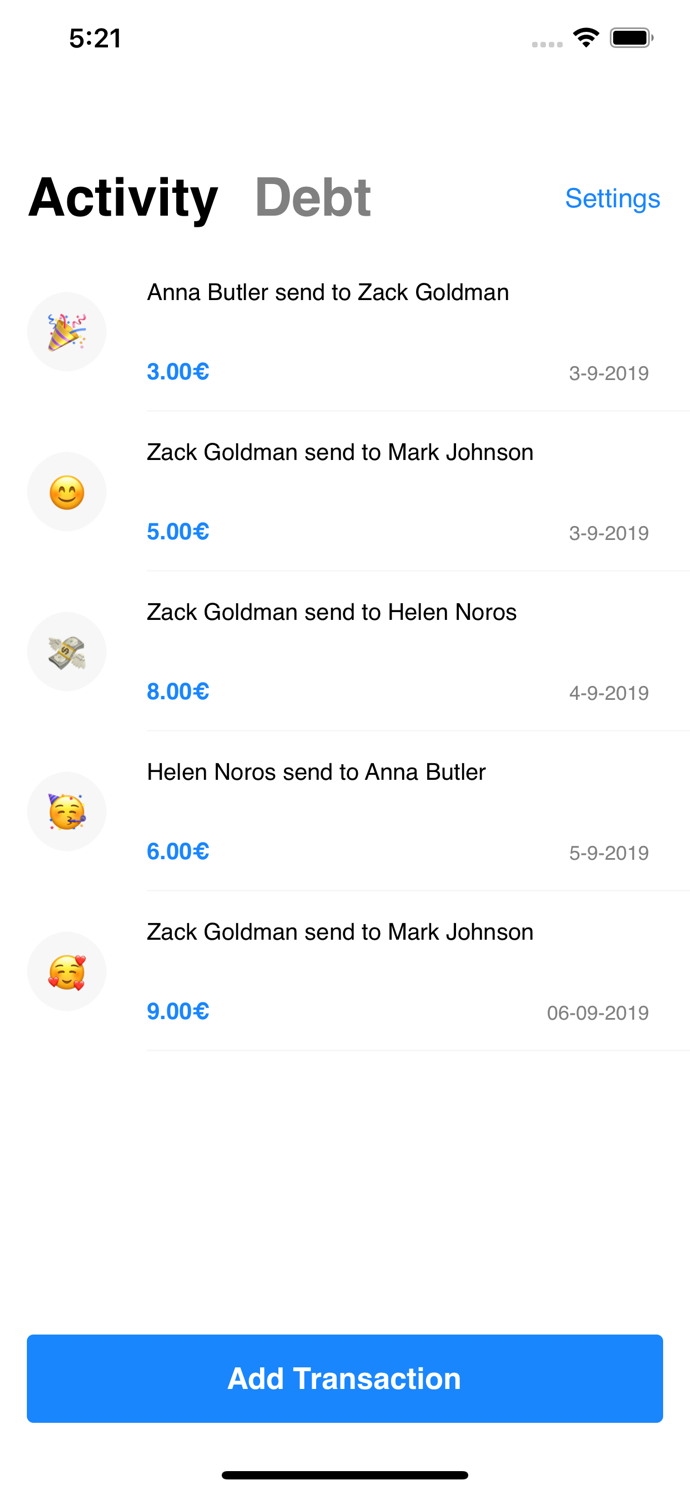 5:21
Activity Debt Settings
Anna Butler send to Zack Goldman
3.00€ 3-9-2019
Zack Goldman send to Mark Johnson
5.00€ 3-9-2019
Zack Goldman send to Helen Noros
8.00€ 4-9-2019
Helen Noros send to Anna Butler
6.00€ 5-9-2019
Zack Goldman send to Mark Johnson
9.00€ 06-09-2019
Add Transaction